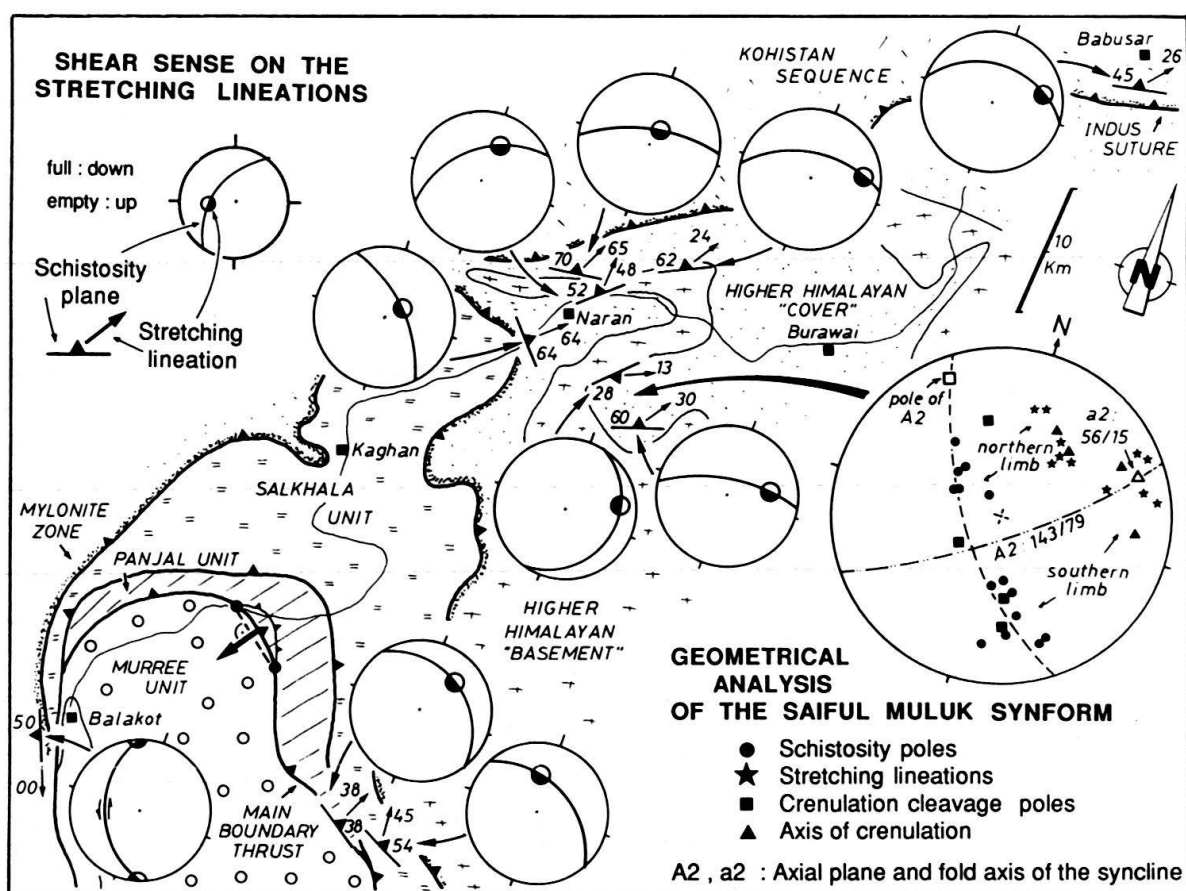 SHEAR SENSE ON THE
STRETCHING LINEATIONS
full : down
empty : up
Schistosity
plane
Stretching
lineation
KOHISTAN
SEQUENCE
Babusar
26
45
INDUS
SUTURE
10
Km
N
24
65
70
62
48
52
Naran
64
64
HIGHER HIMALAYAN
"COVER"
Burawai
13
28
30
60
N
pole of
A2
a2 :
56/15
northern
limb
A2 : 143/79
southern
limb
Kaghan
SALKHALA
UNIT
MYLONITE
ZONE
PANJAL UNIT
HIGHER
HIMALAYAN
"BASEMENT"
MURREE
UNIT
50
Balakot
00
MAIN
BOUNDARY
THRUST
38
38
45
54
GEOMETRICAL
ANALYSIS
OF THE SAIFUL MULUK SYNFORM
Schistosity poles
Stretching lineations
Crenulation cleavage poles
Axis of crenulation
A2 , a2 : Axial plane and fold axis of the syncline